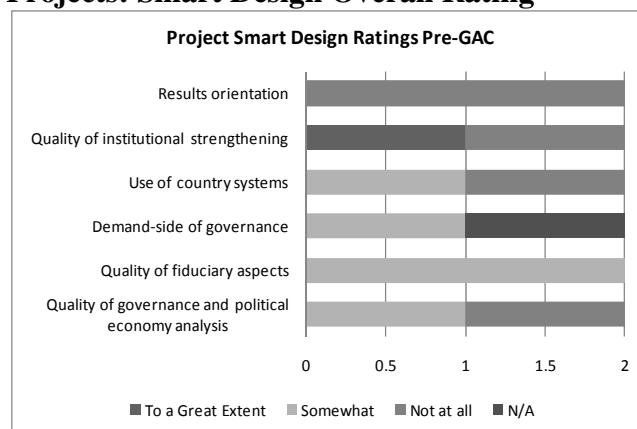 Projects: Smart Design Overall Rating
Project Smart Design Ratings Pre-GAC
Results orientation
Quality of institutional strengthening
Use of country systems
Demand-side of governance
Quality of fiduciary aspects
Quality of governance and political
economy analysis
0 0.5 1 1.5 2
To a Great Extent Somewhat Not at all N/A